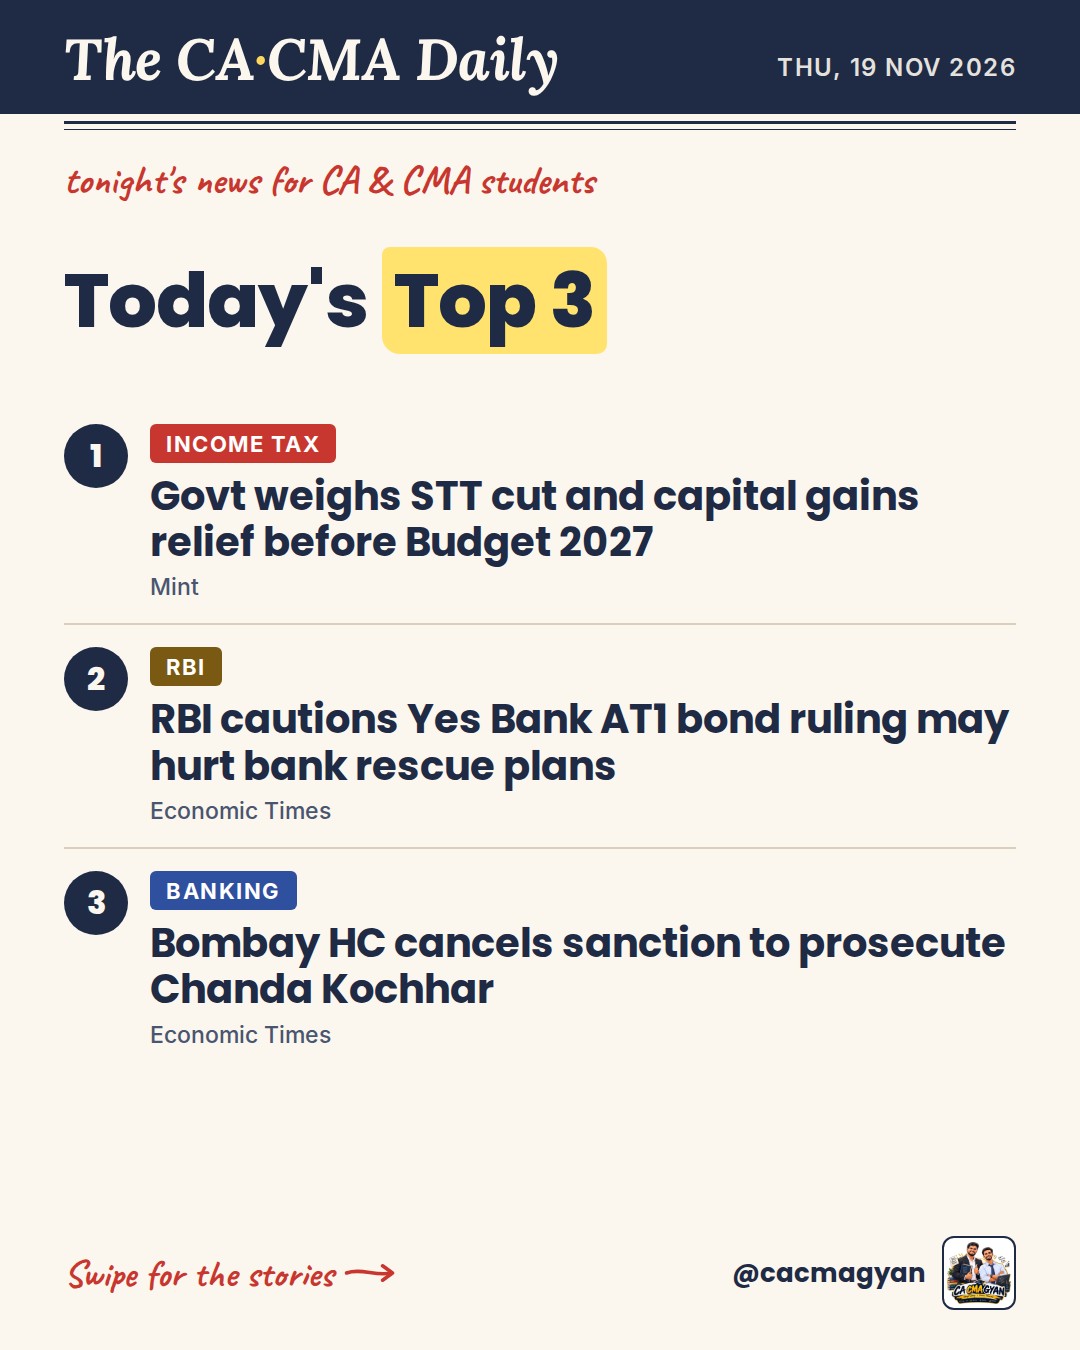 The CA·CMA Daily
THU, 19 NOV 2026
tonight's news for CA & CMA students
Today's Top 3
1
INCOME TAX
Govt weighs STT cut and capital gains
relief before Budget 2027
Mint
2
RBI
RBI cautions Yes Bank AT1 bond ruling may
hurt bank rescue plans
Economic Times
3
BANKING
Bombay HC cancels sanction to prosecute
Chanda Kochhar
Economic Times
Swipe for the stories
@cacmagyan
CA CMA GYAN